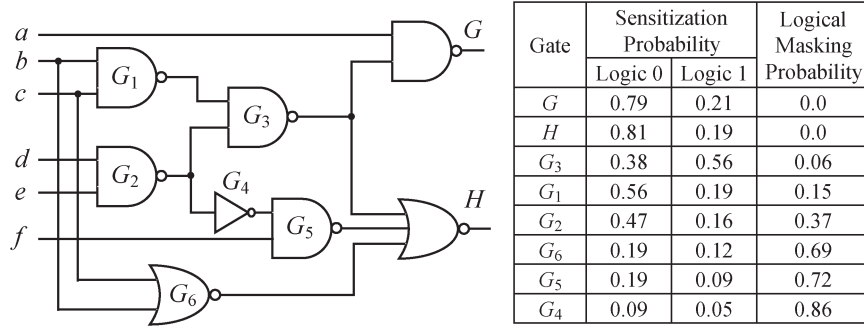 a
b
c
d
e
f
G₁
G₂
G₃
G₄
G₅
G₆
G
H
Gate Sensitization Probability Logical Masking Probability
Logic 0 Logic 1
G 0.79 0.21 0.0
H 0.81 0.19 0.0
G₃ 0.38 0.56 0.06
G₁ 0.56 0.19 0.15
G₂ 0.47 0.16 0.37
G₆ 0.19 0.12 0.69
G₅ 0.19 0.09 0.72
G₄ 0.09 0.05 0.86